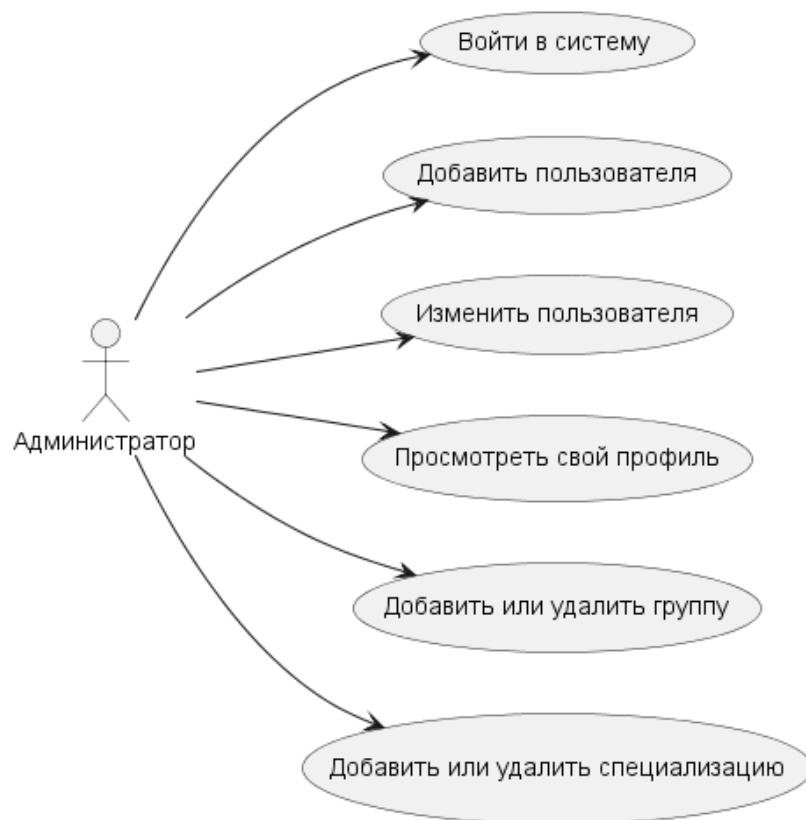 Войти в систему
Добавить пользователя
Изменить пользователя
Администратор
Просмотреть свой профиль
Добавить или удалить группу
Добавить или удалить специализацию